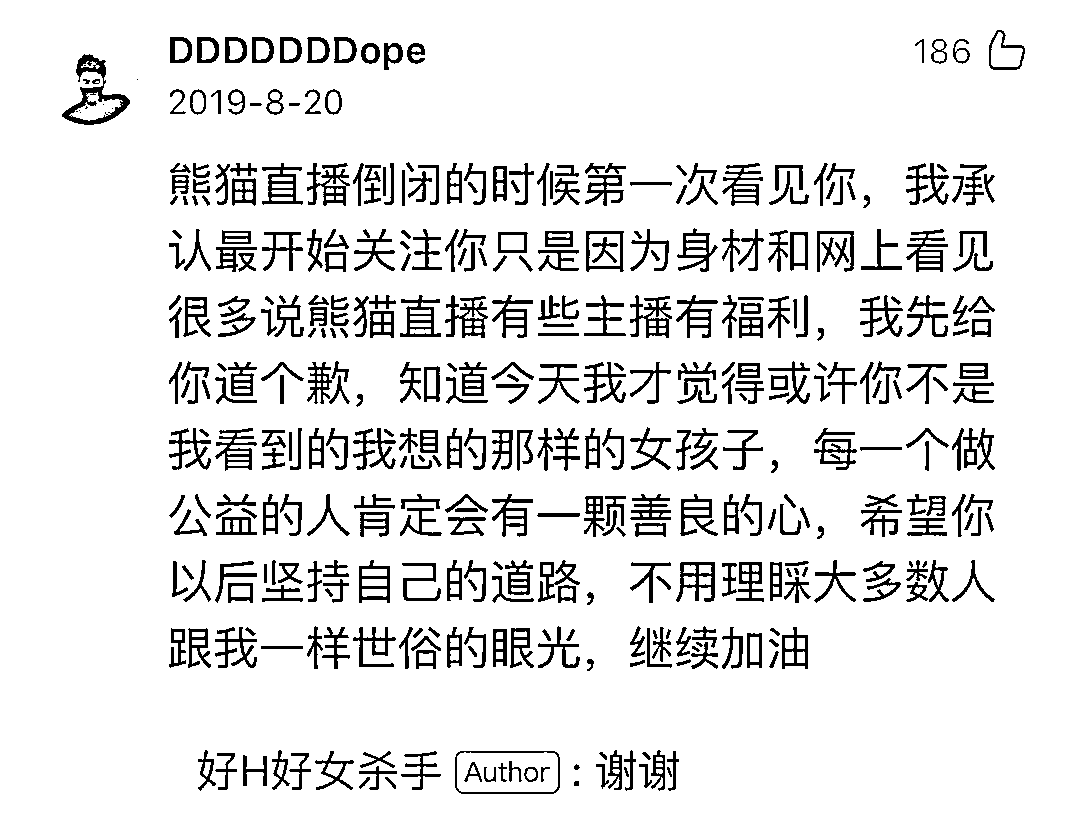 DDDDDDDope
186
2019-8-20
熊猫直播倒闭的时候第一次看见你，我承
认最开始关注你只是因为身材和网上看见
很多说熊猫直播有些主播有福利，我先给
你道个歉，知道今天我才觉得或许你不是
我看到的我想的那样的女孩子，每一个做
公益的人肯定会有一颗善良的心，希望你
以后坚持自己的道路，不用理睬大多数人
跟我一样世俗的眼光，继续加油
好H好女杀手 Author : 谢谢